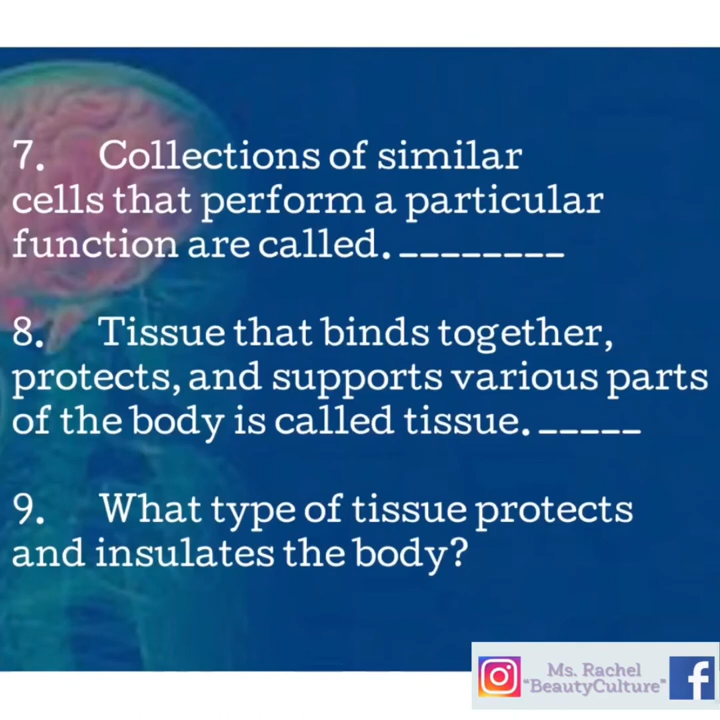 7. Collections of similar
cells that perform a particular
function are called.________
8. Tissue that binds together,
protects, and supports various parts
of the body is called tissue._____
9. What type of tissue protects
and insulates the body?
Ms. Rachel
"BeautyCulture"
f